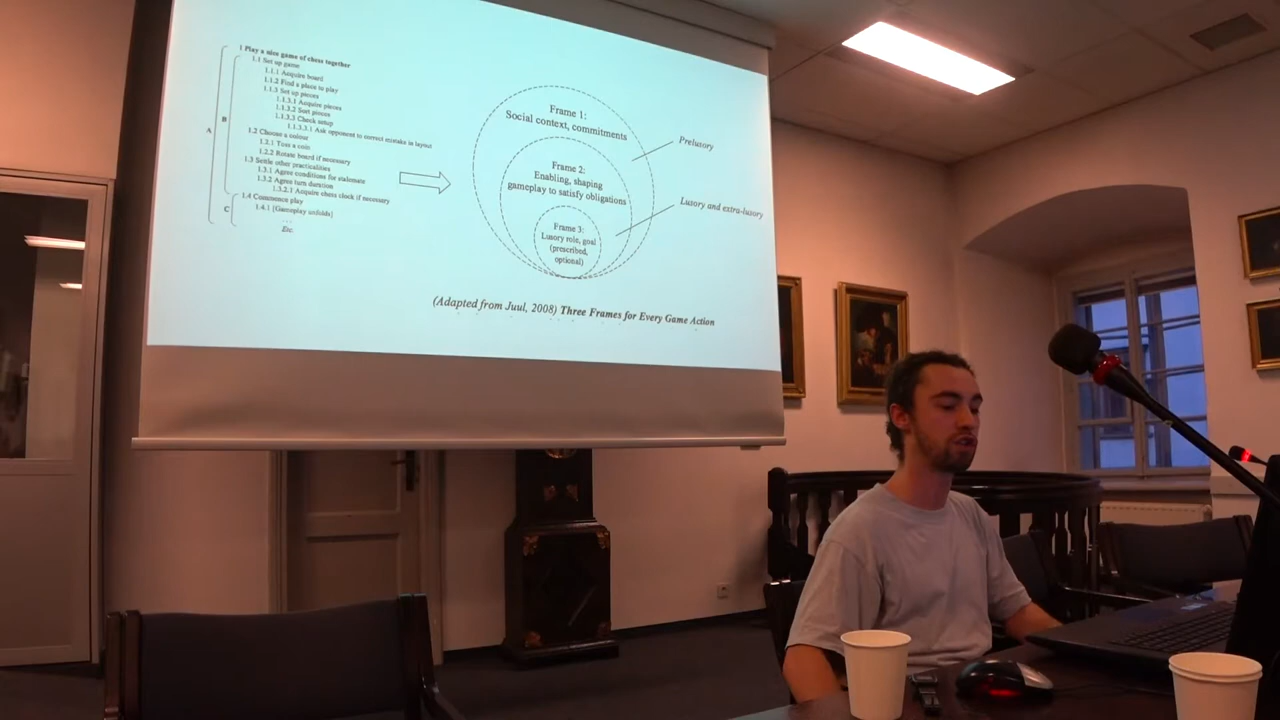 1 Play a nice game of chess together
1.1 Set up game
1.1.1 Acquire board
1.1.2 Find a place to play
1.1.3 Set up pieces
1.1.3.1 Acquire pieces
1.1.3.2 Sort pieces
1.1.3.3 Check setup
1.1.3.3.1 Ask opponent to correct mistakes in layout
1.2 Choose a colour
1.2.1 Toss a coin
1.2.2 Rotate board if necessary
1.3 Settle other practicalities
1.3.1 Agree conditions for stalemate
1.3.2 Agree turn duration
1.3.2.1 Acquire chess clock if necessary
1.4 Commence play
1.4.1 [Gameplay unfolds]
...
Etc.
A
B
C
Frame 1:
Social context, commitments
Frame 2:
Enabling, shaping
gameplay to satisfy obligations
Frame 3:
Lusory role, goal
(prescribed,
optional)
Prelusory
Lusory and extra-lusory
(Adapted from Juul, 2008) Three Frames for Every Game Action